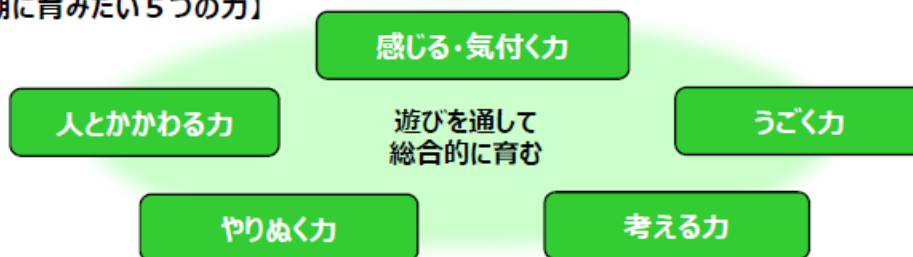 に育みたい５つの力】
感じる・気付く力
人とかかわる力
遊びを通して
総合的に育む
うごく力
やりぬく力
考える力